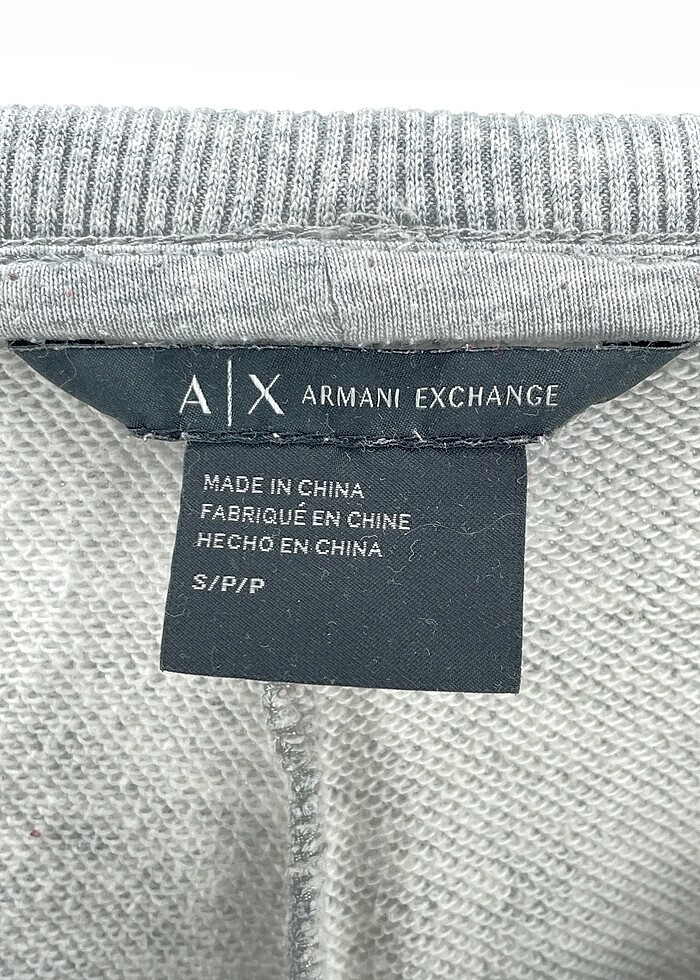 A|X ARMANI EXCHANGE
MADE IN CHINA
FABRIQUÉ EN CHINE
HECHO EN CHINA
S/P/P